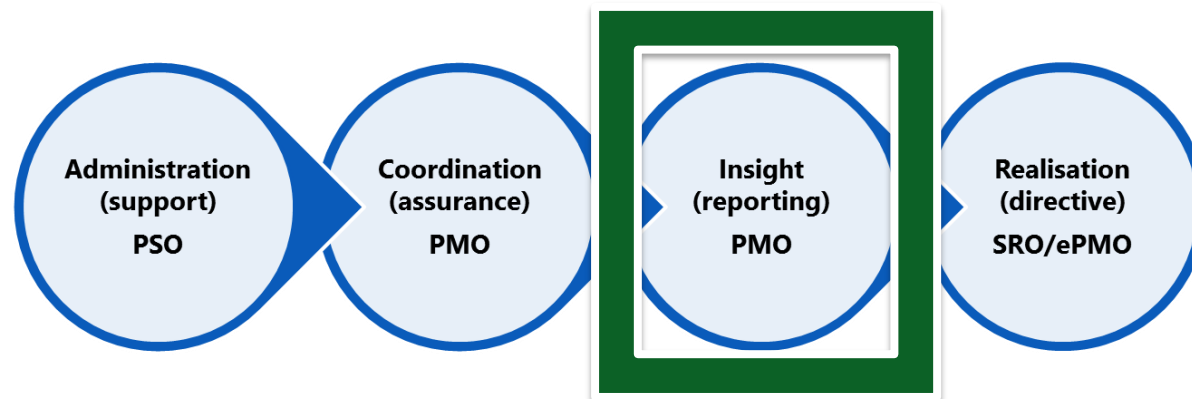 Administration
(support)
PSO
Coordination
(assurance)
PMO
Insight
(reporting)
PMO
Realisation
(directive)
SRO/ePMO